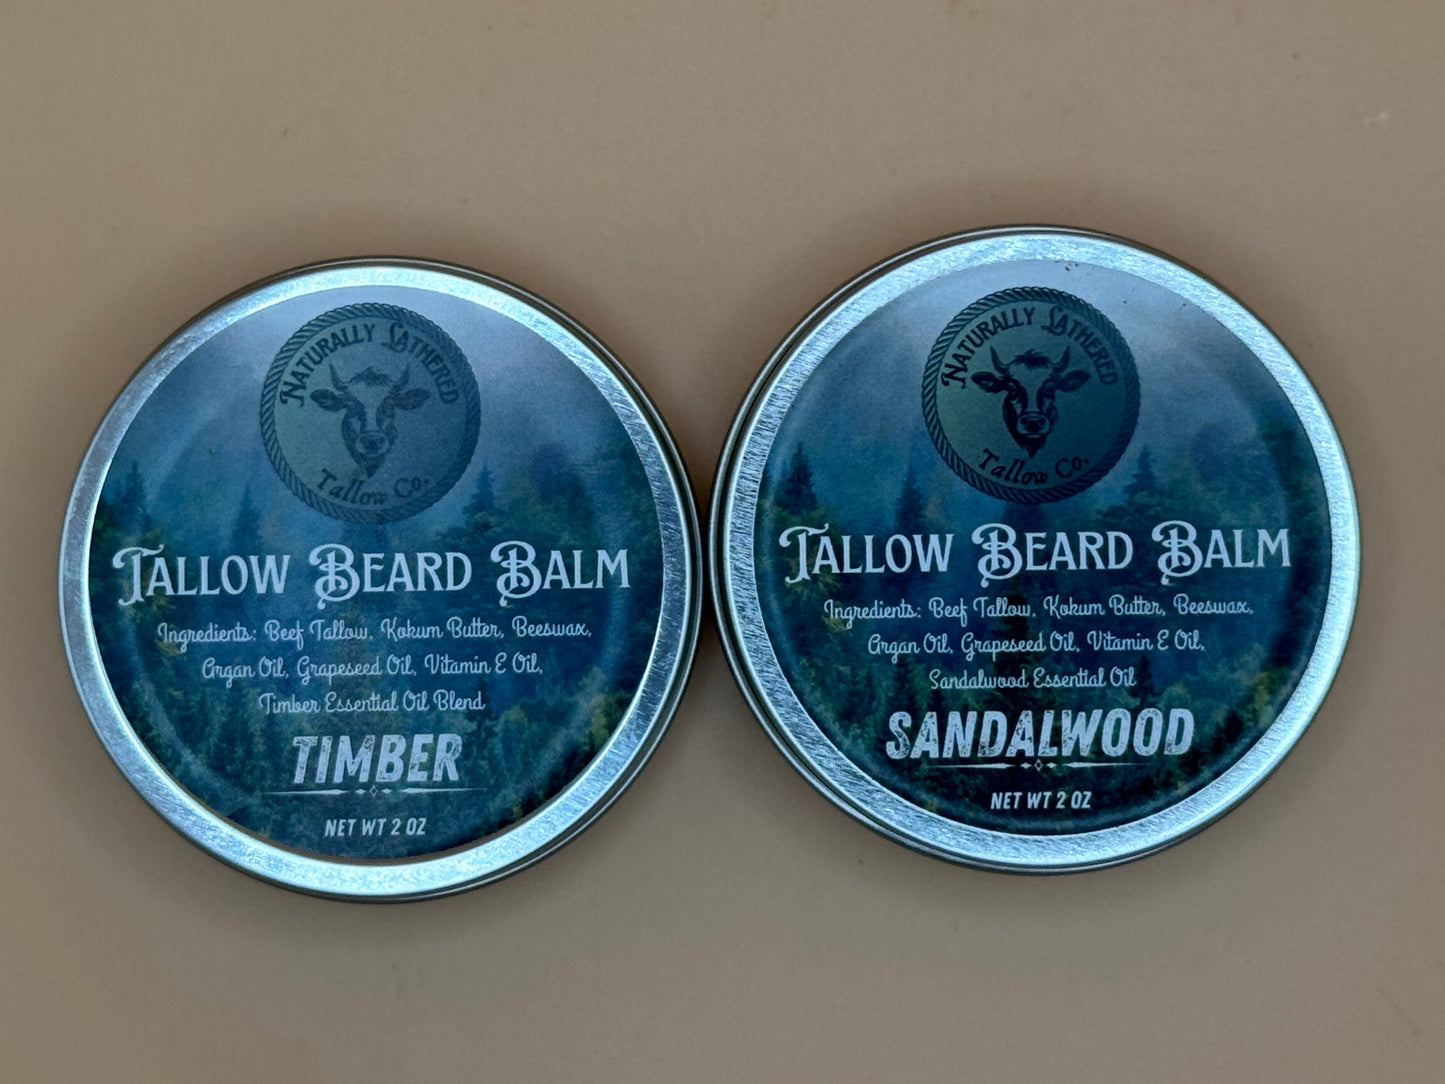 Naturally Lathered
Tallow Co.
Tallow Beard Balm
Ingredients: Beef Tallow, Kokum Butter, Beeswax,
Argan Oil, Grapeseed Oil, Vitamin E Oil,
Timber Essential Oil Blend
TIMBER
NET WT 2 OZ
Naturally Lathered
Tallow Co.
Tallow Beard Balm
Ingredients: Beef Tallow, Kokum Butter, Beeswax,
Argan Oil, Grapeseed Oil, Vitamin E Oil,
Sandalwood Essential Oil
SANDALWOOD
NET WT 2 OZ